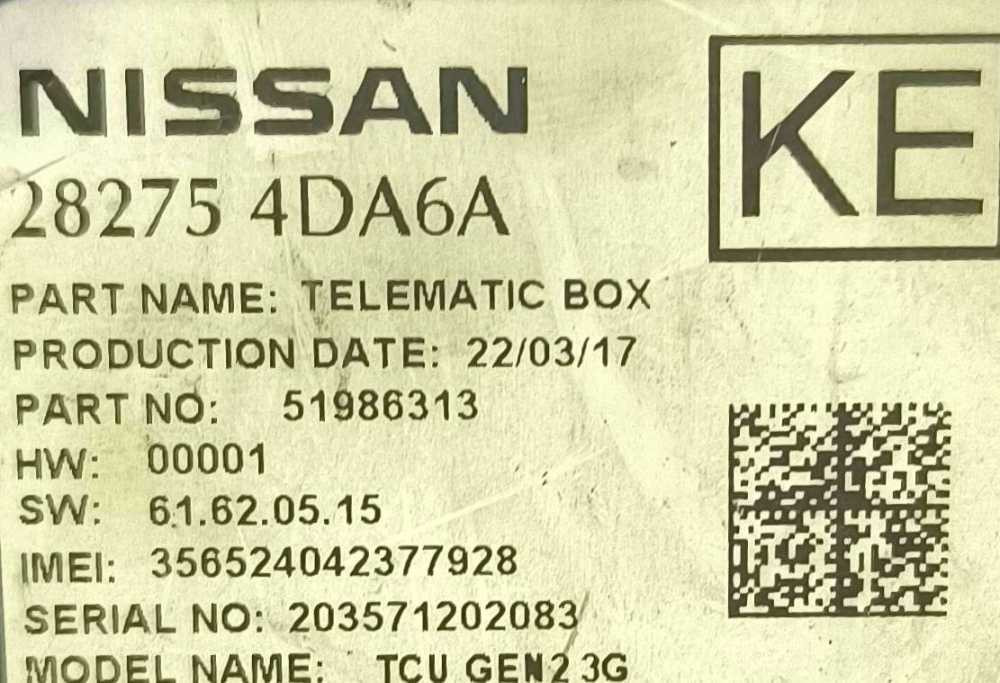 NISSAN
KE
28275 4DA6A
PART NAME: TELEMATIC BOX
PRODUCTION DATE: 22/03/17
PART NO: 51986313
HW: 00001
SW: 61.62.05.15
IMEI: 356524042377928
SERIAL NO: 203571202083
MODEL NAME: TCU GEN2 3G